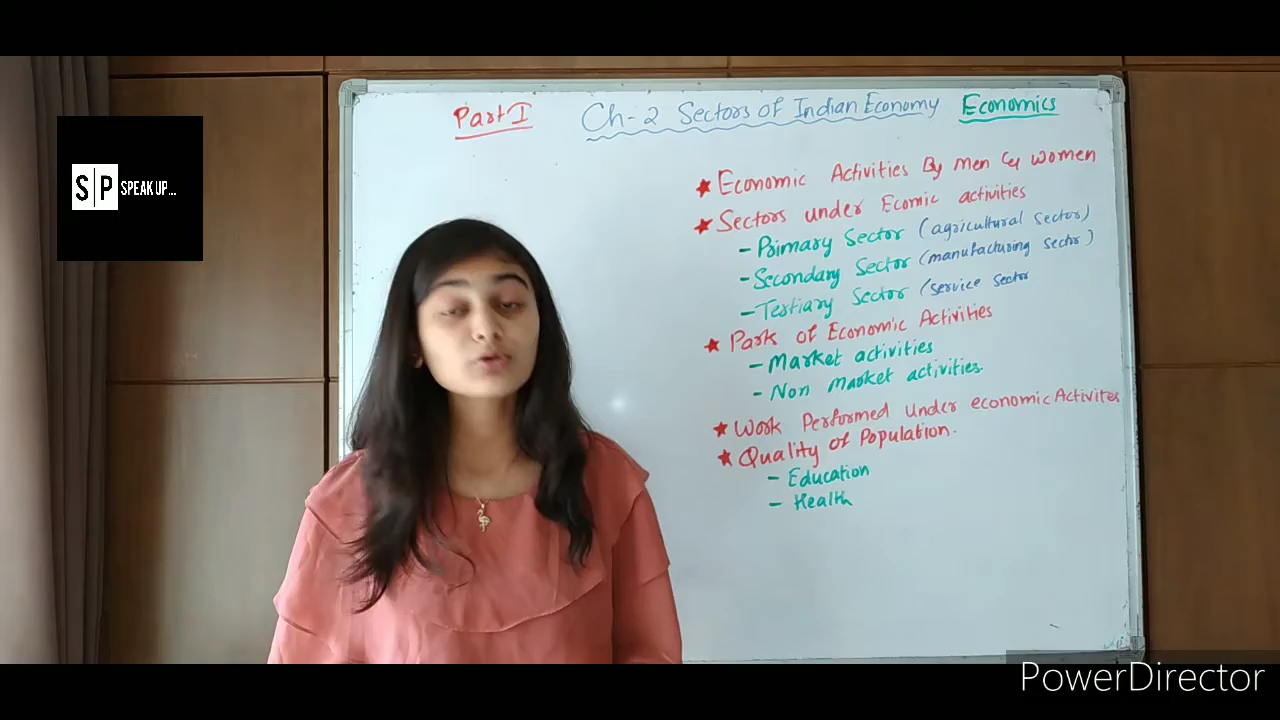 S|P SPEAK UP...
Part I Ch-2 Sectors of Indian Economy Economics
★ Economic Activities By Men & women
★ Sectors under Ecomic activities
- Primary Sector (agricultural sector)
- Secondary Sector (manufacturing sector)
- Tertiary Sector (service sector
★ Parts of Economic Activities
- Market activities
- Non Market activities.
★ Work Performed under economic Activites
★ Quality of Population.
- Education
- Health
PowerDirector